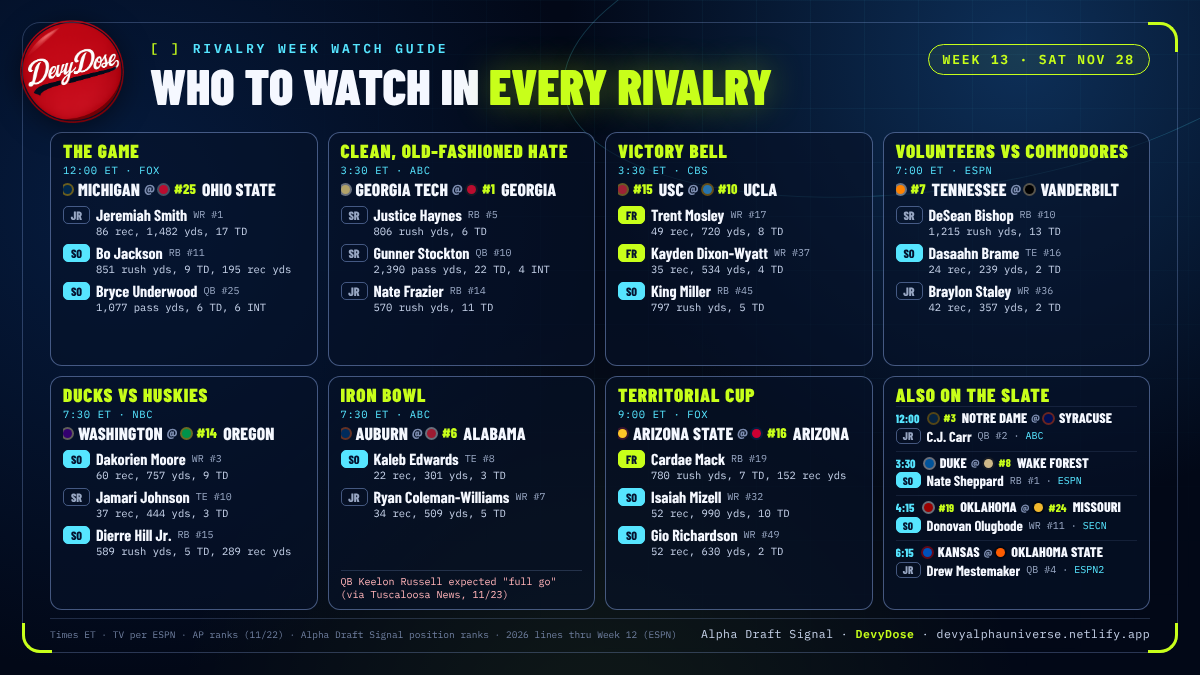 DevyDose
[ ] RIVALRY WEEK WATCH GUIDE
WHO TO WATCH IN EVERY RIVALRY
WEEK 13 · SAT NOV 28
THE GAME
12:00 ET · FOX
MICHIGAN @ #25 OHIO STATE
JR Jeremiah Smith WR #1
86 rec, 1,482 yds, 17 TD
SO Bo Jackson RB #11
851 rush yds, 9 TD, 195 rec yds
SO Bryce Underwood QB #25
1,077 pass yds, 6 TD, 6 INT
CLEAN, OLD-FASHIONED HATE
3:30 ET · ABC
GEORGIA TECH @ #1 GEORGIA
SR Justice Haynes RB #5
806 rush yds, 6 TD
SR Gunner Stockton QB #10
2,390 pass yds, 22 TD, 4 INT
JR Nate Frazier RB #14
570 rush yds, 11 TD
VICTORY BELL
3:30 ET · CBS
#15 USC @ #10 UCLA
FR Trent Mosley WR #17
49 rec, 720 yds, 8 TD
FR Kayden Dixon-Wyatt WR #37
35 rec, 534 yds, 4 TD
SO King Miller RB #45
797 rush yds, 5 TD
VOLUNTEERS VS COMMODORES
7:00 ET · ESPN
#7 TENNESSEE @ VANDERBILT
SR DeSean Bishop RB #10
1,215 rush yds, 13 TD
SO Dasaahn Brame TE #16
24 rec, 239 yds, 2 TD
JR Braylon Staley WR #36
42 rec, 357 yds, 2 TD
DUCKS VS HUSKIES
7:30 ET · NBC
WASHINGTON @ #14 OREGON
SO Dakorien Moore WR #3
60 rec, 757 yds, 9 TD
SR Jamari Johnson TE #10
37 rec, 444 yds, 3 TD
SO Dierre Hill Jr. RB #15
589 rush yds, 5 TD, 289 rec yds
IRON BOWL
7:30 ET · ABC
AUBURN @ #6 ALABAMA
SO Kaleb Edwards TE #8
22 rec, 301 yds, 3 TD
JR Ryan Coleman-Williams WR #7
34 rec, 509 yds, 5 TD
QB Keelon Russell expected "full go"
(via Tuscaloosa News, 11/23)
TERRITORIAL CUP
9:00 ET · FOX
ARIZONA STATE @ #16 ARIZONA
FR Cardae Mack RB #19
780 rush yds, 7 TD, 152 rec yds
SO Isaiah Mizell WR #32
52 rec, 990 yds, 10 TD
SO Gio Richardson WR #49
52 rec, 630 yds, 2 TD
ALSO ON THE SLATE
12:00 #3 NOTRE DAME @ SYRACUSE
JR C.J. Carr QB #2 · ABC
3:30 DUKE @ #8 WAKE FOREST
SO Nate Sheppard RB #1 · ESPN
4:15 #19 OKLAHOMA @ #24 MISSOURI
SO Donovan Olugbode WR #11 · SECN
6:15 KANSAS @ OKLAHOMA STATE
JR Drew Mestemaker QB #4 · ESPN2
Times ET · TV per ESPN · AP ranks (11/22) · Alpha Draft Signal position ranks · 2026 lines thru Week 12 (ESPN)
Alpha Draft Signal · DevyDose · devyalphauniverse.netlify.app